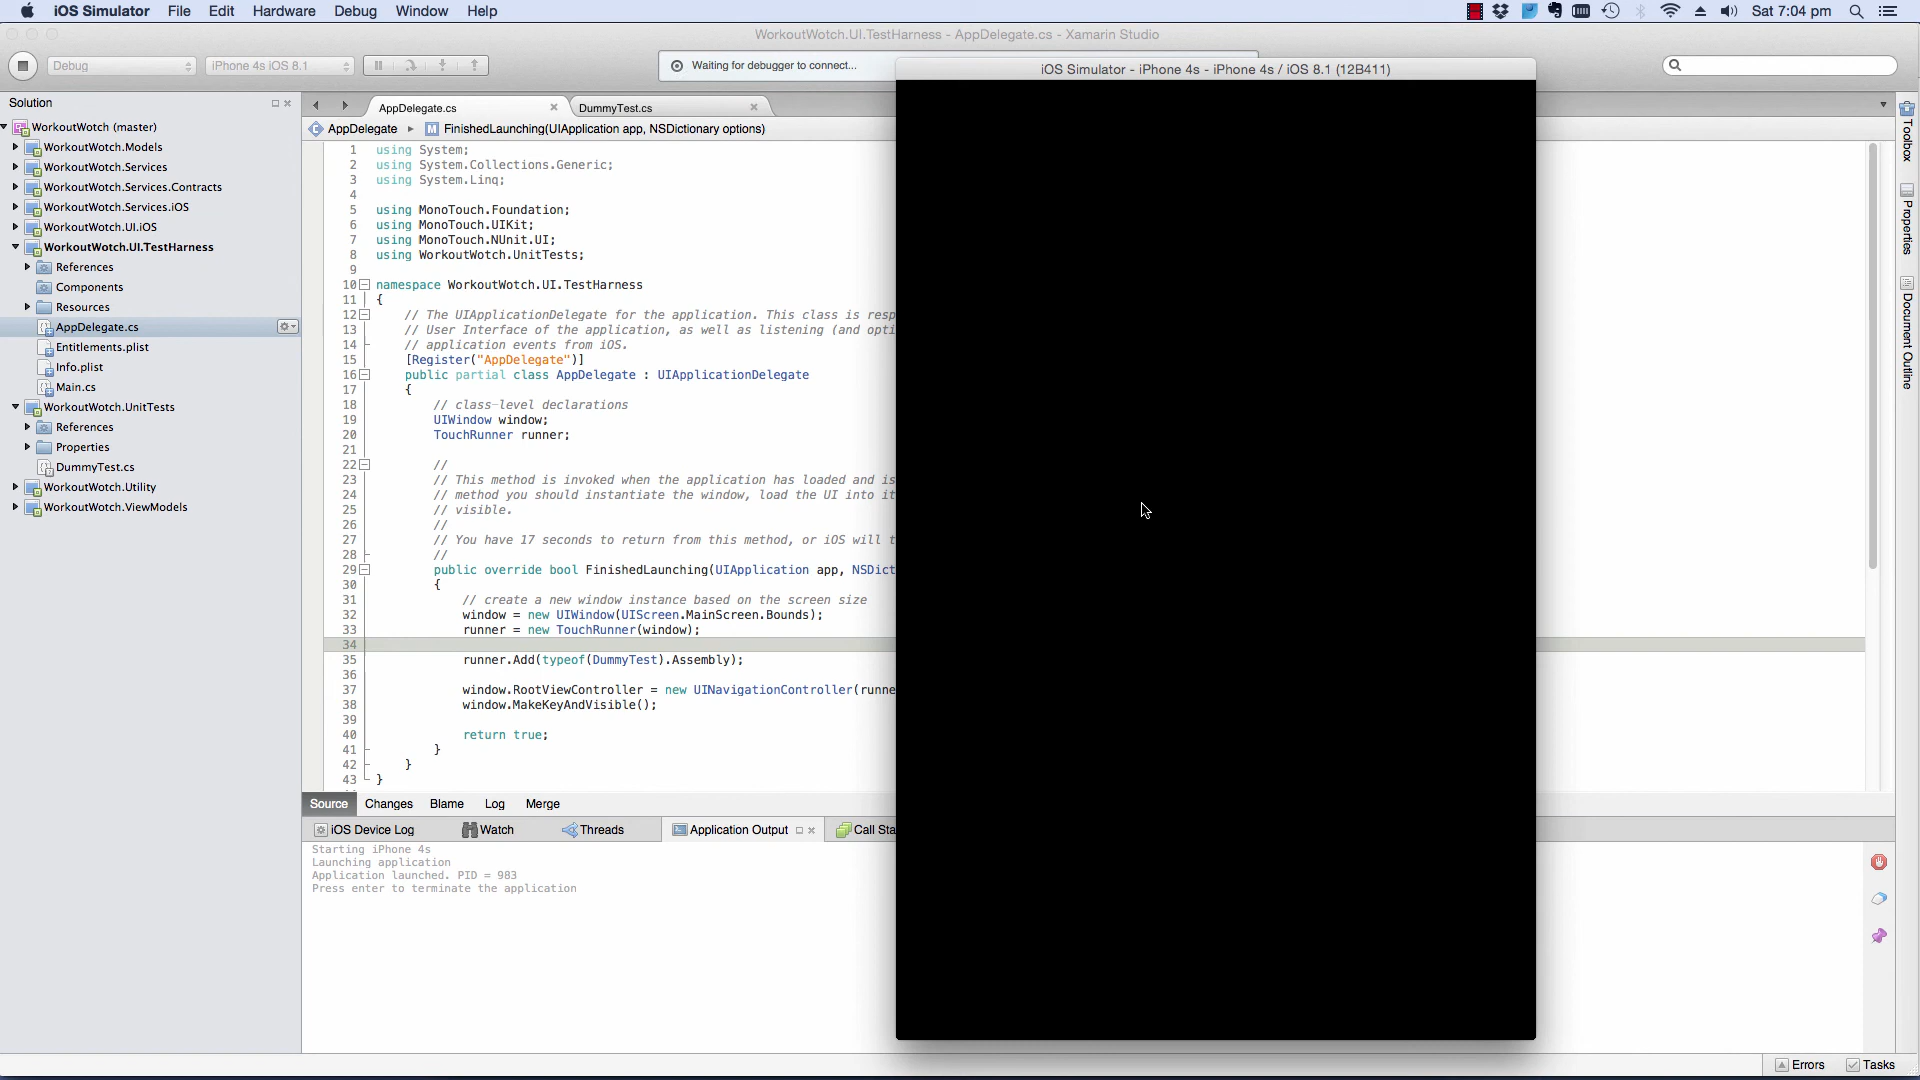 iOS Simulator File Edit Hardware Debug Window Help
Sat 7:04 pm
WorkoutWotch.UI.TestHarness - AppDelegate.cs - Xamarin Studio
Debug
iPhone 4s iOS 8.1
Waiting for debugger to connect...
iOS Simulator - iPhone 4s - iPhone 4s / iOS 8.1 (12B411)
Solution
WorkoutWotch (master)
WorkoutWotch.Models
WorkoutWotch.Services
WorkoutWotch.Services.Contracts
WorkoutWotch.Services.iOS
WorkoutWotch.UI.iOS
WorkoutWotch.UI.TestHarness
References
Components
Resources
AppDelegate.cs
Entitlements.plist
Info.plist
Main.cs
WorkoutWotch.UnitTests
References
Properties
DummyTest.cs
WorkoutWotch.Utility
WorkoutWotch.ViewModels
AppDelegate.cs
DummyTest.cs
AppDelegate
M FinishedLaunching(UIApplication app, NSDictionary options)
1 using System;
2 using System.Collections.Generic;
3 using System.Linq;
4
5 using MonoTouch.Foundation;
6 using MonoTouch.UIKit;
7 using MonoTouch.NUnit.UI;
8 using WorkoutWotch.UnitTests;
9
10 namespace WorkoutWotch.UI.TestHarness
11 {
12 // The UIApplicationDelegate for the application. This class is resp
13 // User Interface of the application, as well as listening (and opti
14 // application events from iOS.
15 [Register("AppDelegate")]
16 public partial class AppDelegate : UIApplicationDelegate
17 {
18 // class-level declarations
19 UIWindow window;
20 TouchRunner runner;
21
22 //
23 // This method is invoked when the application has loaded and is
24 // method you should instantiate the window, load the UI into it
25 // visible.
26 //
27 // You have 17 seconds to return from this method, or iOS will t
28 //
29 public override bool FinishedLaunching(UIApplication app, NSDict
30 {
31 // create a new window instance based on the screen size
32 window = new UIWindow(UIScreen.MainScreen.Bounds);
33 runner = new TouchRunner(window);
34
35 runner.Add(typeof(DummyTest).Assembly);
36
37 window.RootViewController = new UINavigationController(runne
38 window.MakeKeyAndVisible();
39
40 return true;
41 }
42 }
43 }
Source Changes Blame Log Merge
iOS Device Log Watch Threads Application Output Call Sta
Starting iPhone 4s
Launching application
Application launched. PID = 983
Press enter to terminate the application
Toolbox
Properties
Document Outline
Errors Tasks